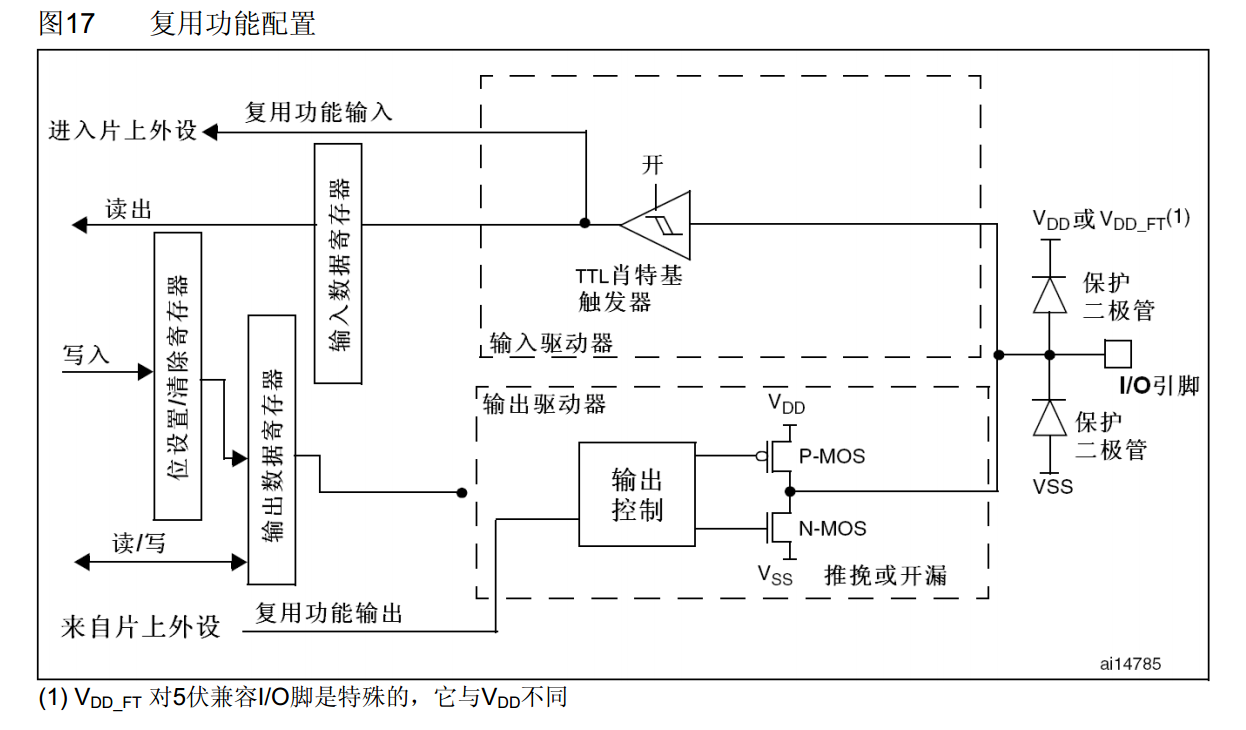 图17 复用功能配置
进入片上外设
复用功能输入
开
读出
输入数据寄存器
TTL肖特基
触发器
输入驱动器
VDD或VDD_FT(1)
保护
二极管
I/O引脚
保护
二极管
VSS
写入
位设置/清除寄存器
输出数据寄存器
读/写
输出驱动器
VDD
P-MOS
输出
控制
N-MOS
VSS
推挽或开漏
来自片上外设
复用功能输出
ai14785
(1) VDD_FT 对5伏兼容I/O脚是特殊的，它与VDD不同